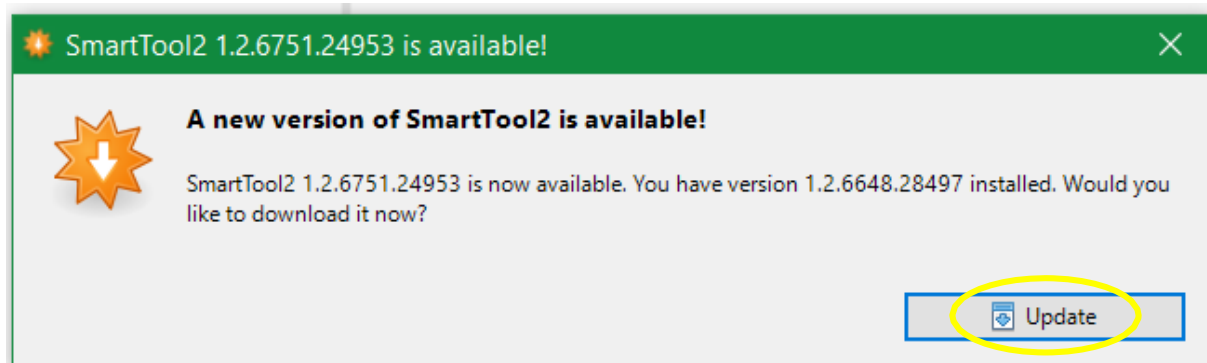 SmartTool2 1.2.6751.24953 is available!
A new version of SmartTool2 is available!
SmartTool2 1.2.6751.24953 is now available. You have version 1.2.6648.28497 installed. Would you
like to download it now?
Update